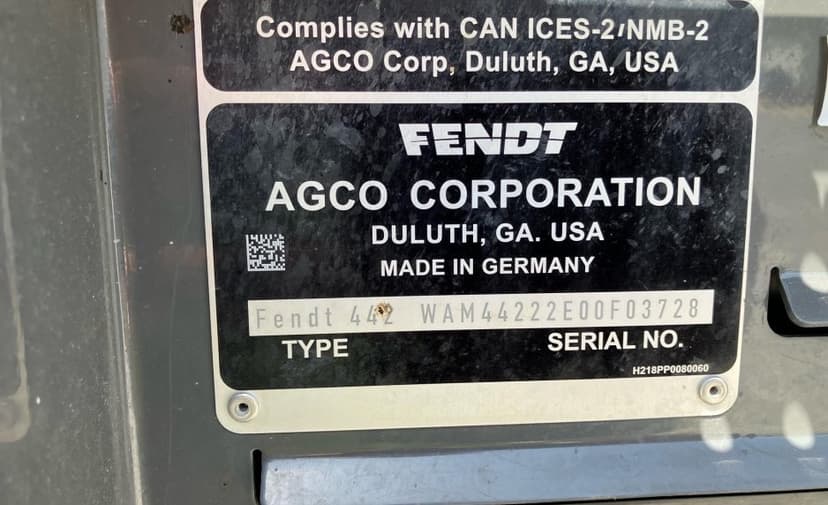 Complies with CAN ICES-2/NMB-2
AGCO Corp, Duluth, GA, USA
FENDT
AGCO CORPORATION
DULUTH, GA. USA
MADE IN GERMANY
Fendt 442 WAM44222E00F03728
TYPE SERIAL NO.
H218PP0080060